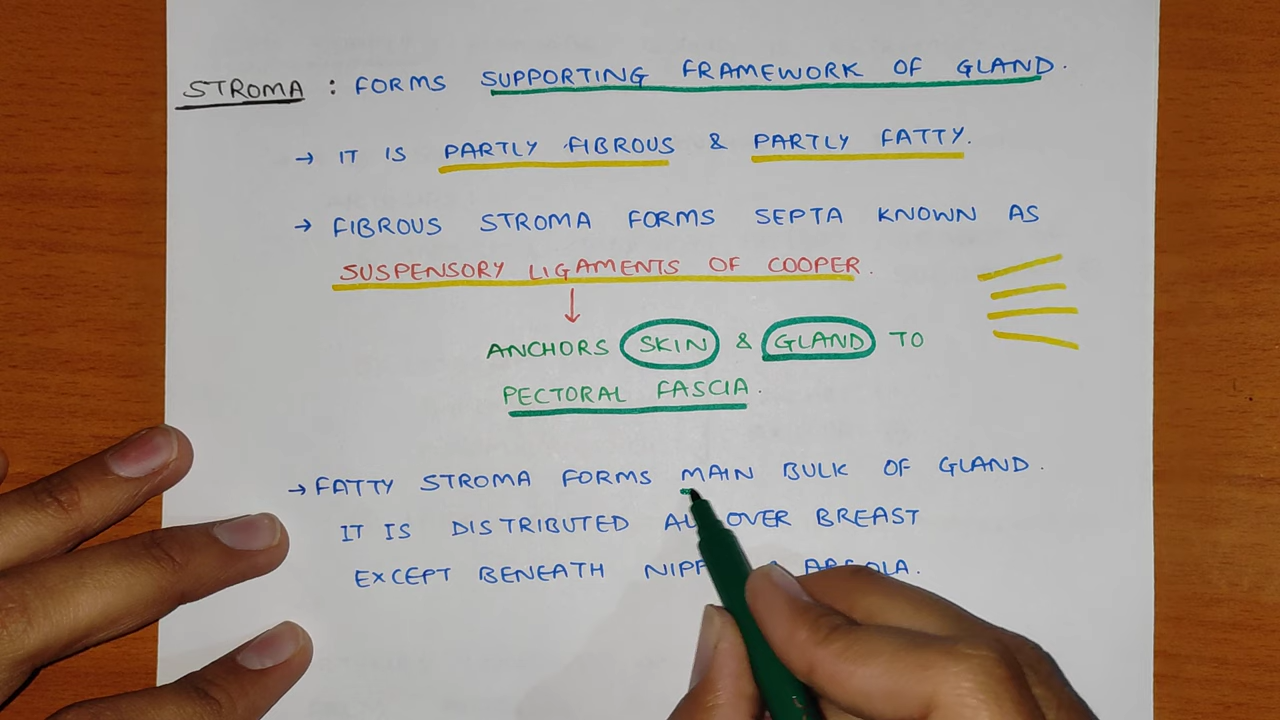 STROMA : FORMS SUPPORTING FRAMEWORK OF GLAND.
→ IT IS PARTLY FIBROUS & PARTLY FATTY.
→ FIBROUS STROMA FORMS SEPTA KNOWN AS
SUSPENSORY LIGAMENTS OF COOPER.
↓
ANCHORS SKIN & GLAND TO
PECTORAL FASCIA.
→ FATTY STROMA FORMS MAIN BULK OF GLAND.
IT IS DISTRIBUTED OVER BREAST
EXCEPT BENEATH